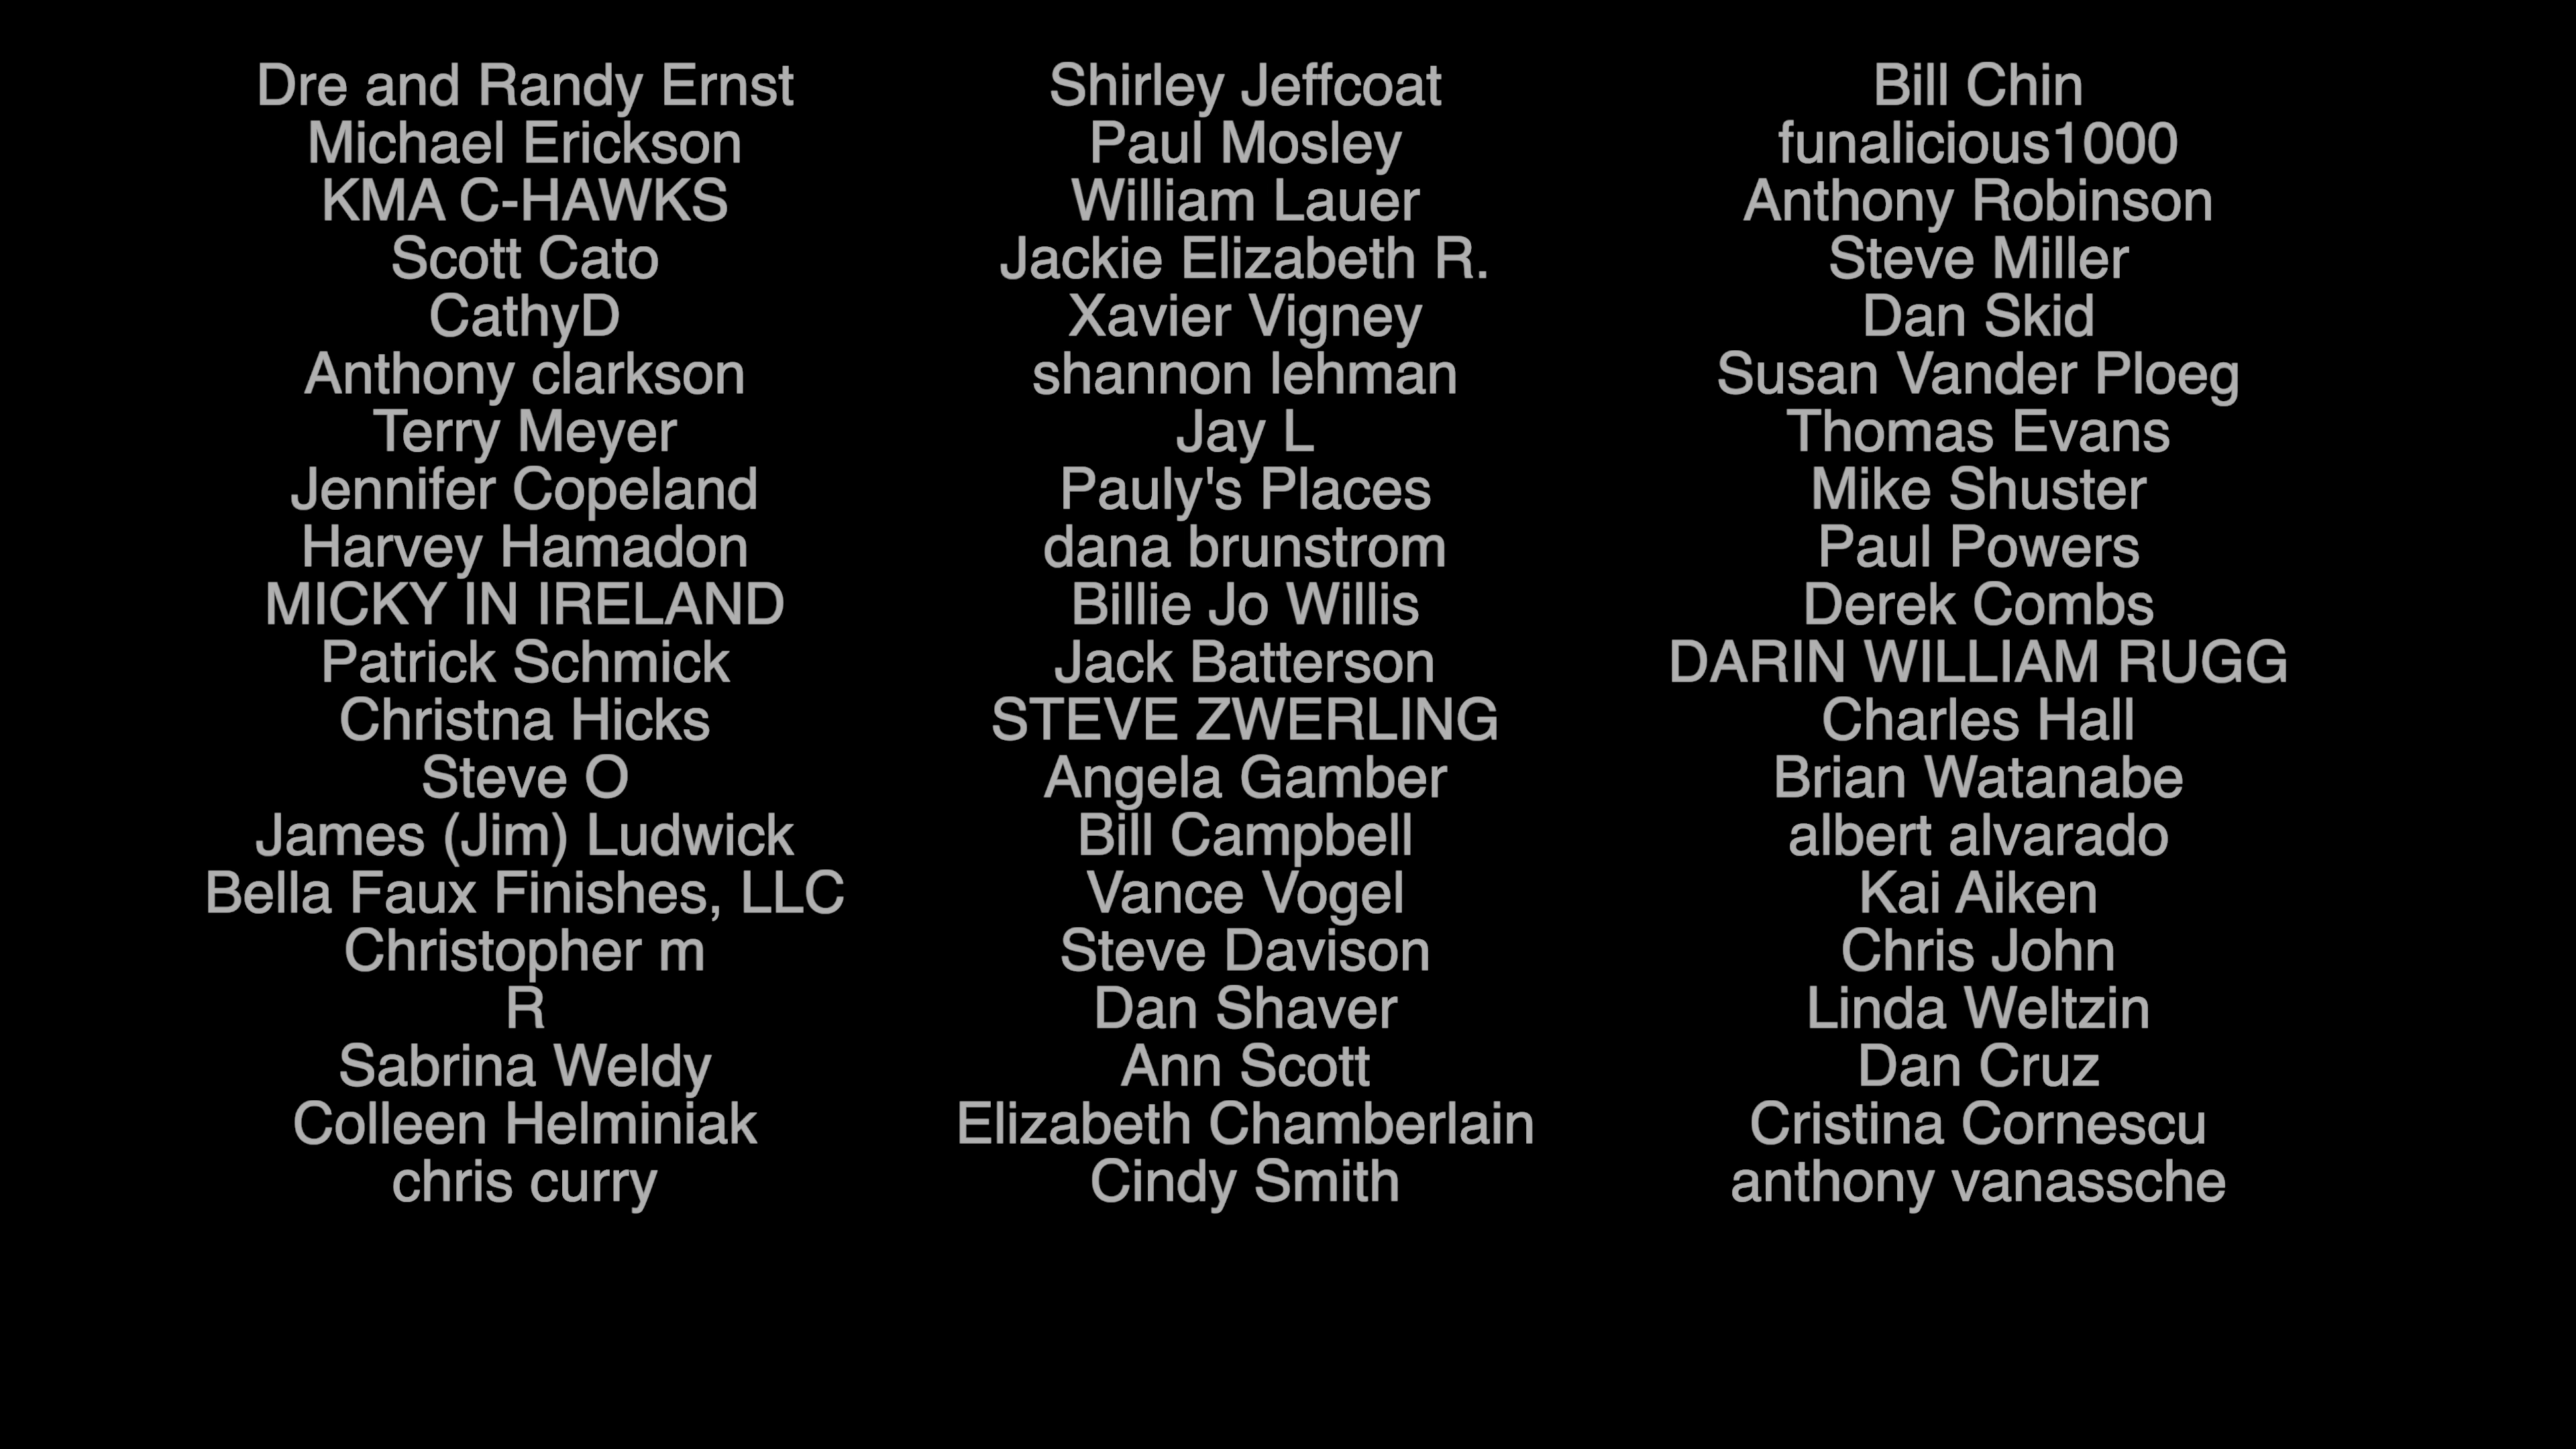 Dre and Randy Ernst
Michael Erickson
KMA C-HAWKS
Scott Cato
CathyD
Anthony clarkson
Terry Meyer
Jennifer Copeland
Harvey Hamadon
MICKY IN IRELAND
Patrick Schmick
Christna Hicks
Steve O
James (Jim) Ludwick
Bella Faux Finishes, LLC
Christopher m
R
Sabrina Weldy
Colleen Helminiak
chris curry
Shirley Jeffcoat
Paul Mosley
William Lauer
Jackie Elizabeth R.
Xavier Vigney
shannon lehman
Jay L
Pauly's Places
dana brunstrom
Billie Jo Willis
Jack Batterson
STEVE ZWERLING
Angela Gamber
Bill Campbell
Vance Vogel
Steve Davison
Dan Shaver
Ann Scott
Elizabeth Chamberlain
Cindy Smith
Bill Chin
funalicious1000
Anthony Robinson
Steve Miller
Dan Skid
Susan Vander Ploeg
Thomas Evans
Mike Shuster
Paul Powers
Derek Combs
DARIN WILLIAM RUGG
Charles Hall
Brian Watanabe
albert alvarado
Kai Aiken
Chris John
Linda Weltzin
Dan Cruz
Cristina Cornescu
anthony vanassche